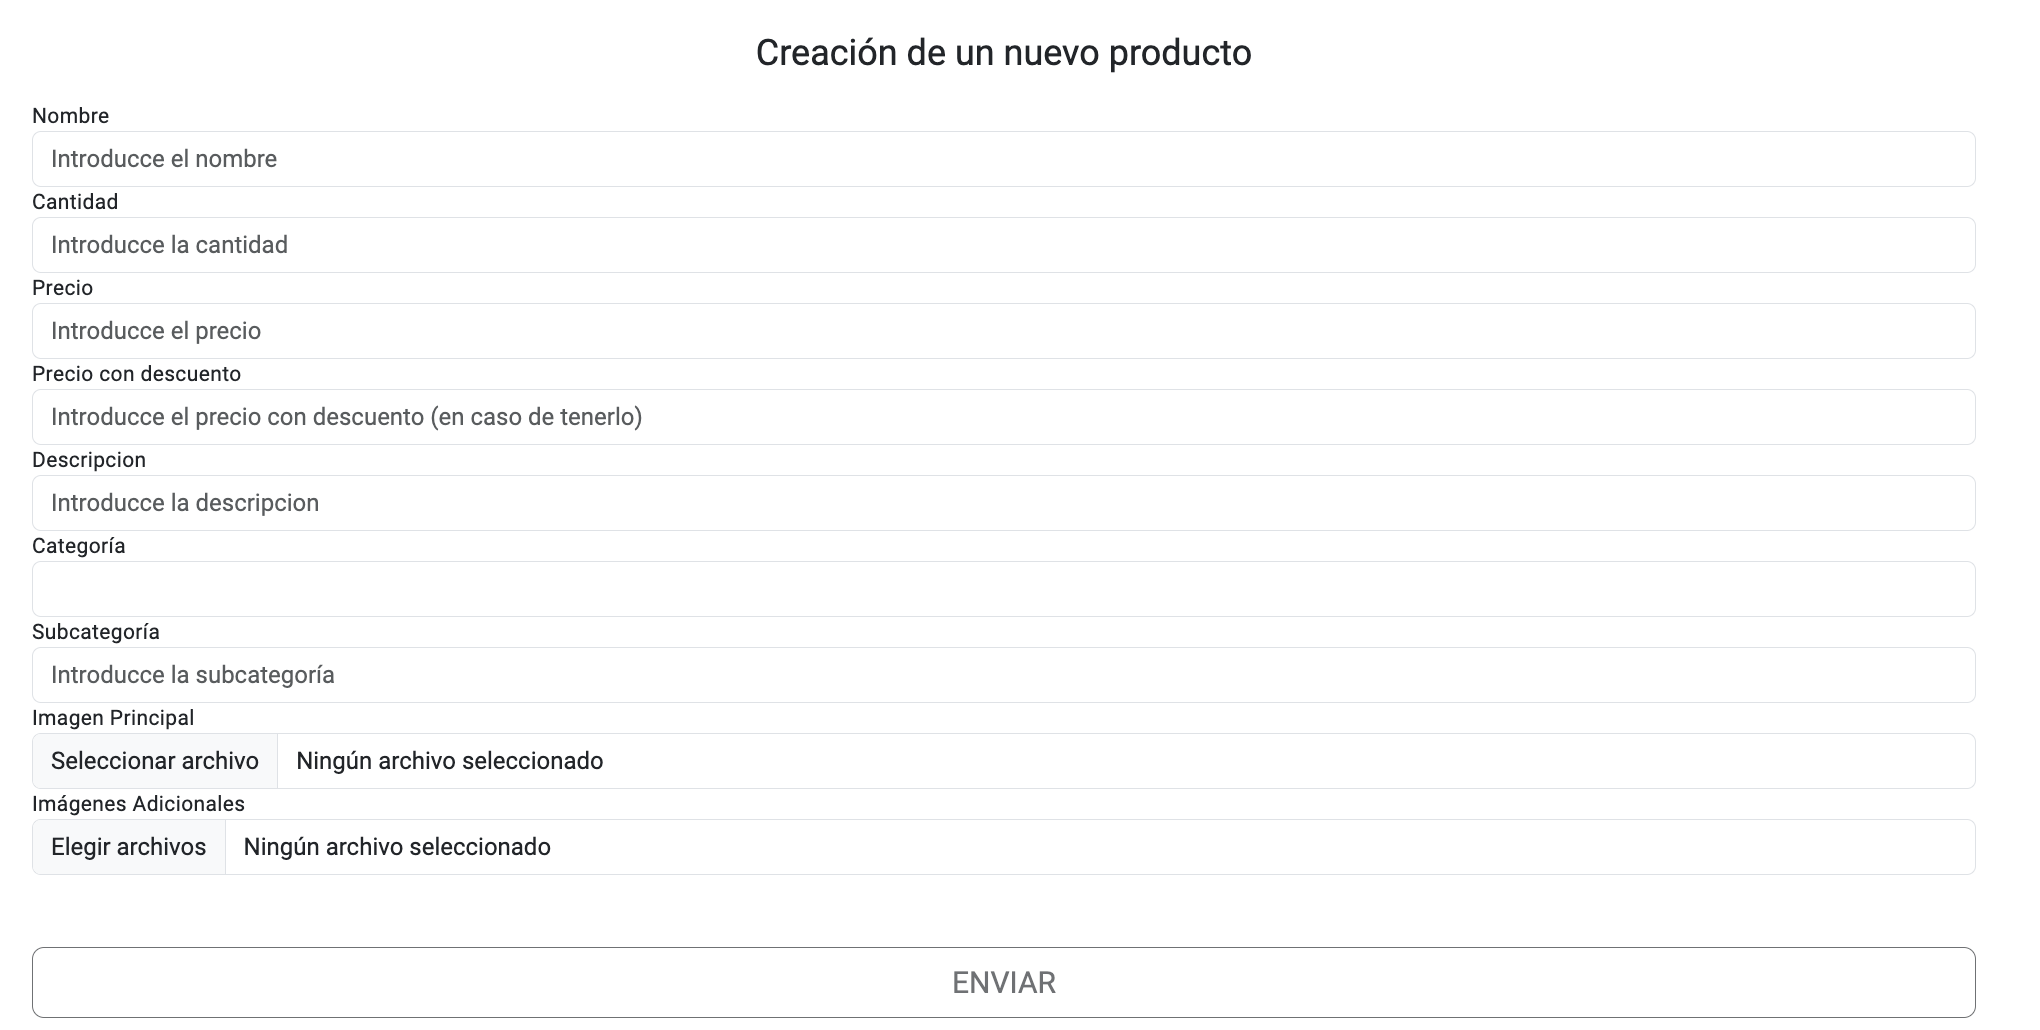 Creación de un nuevo producto
Nombre
Introducce el nombre
Cantidad
Introducce la cantidad
Precio
Introducce el precio
Precio con descuento
Introducce el precio con descuento (en caso de tenerlo)
Descripcion
Introducce la descripcion
Categoría
Subcategoría
Introducce la subcategoría
Imagen Principal
Seleccionar archivo Ningún archivo seleccionado
Imágenes Adicionales
Elegir archivos Ningún archivo seleccionado
ENVIAR